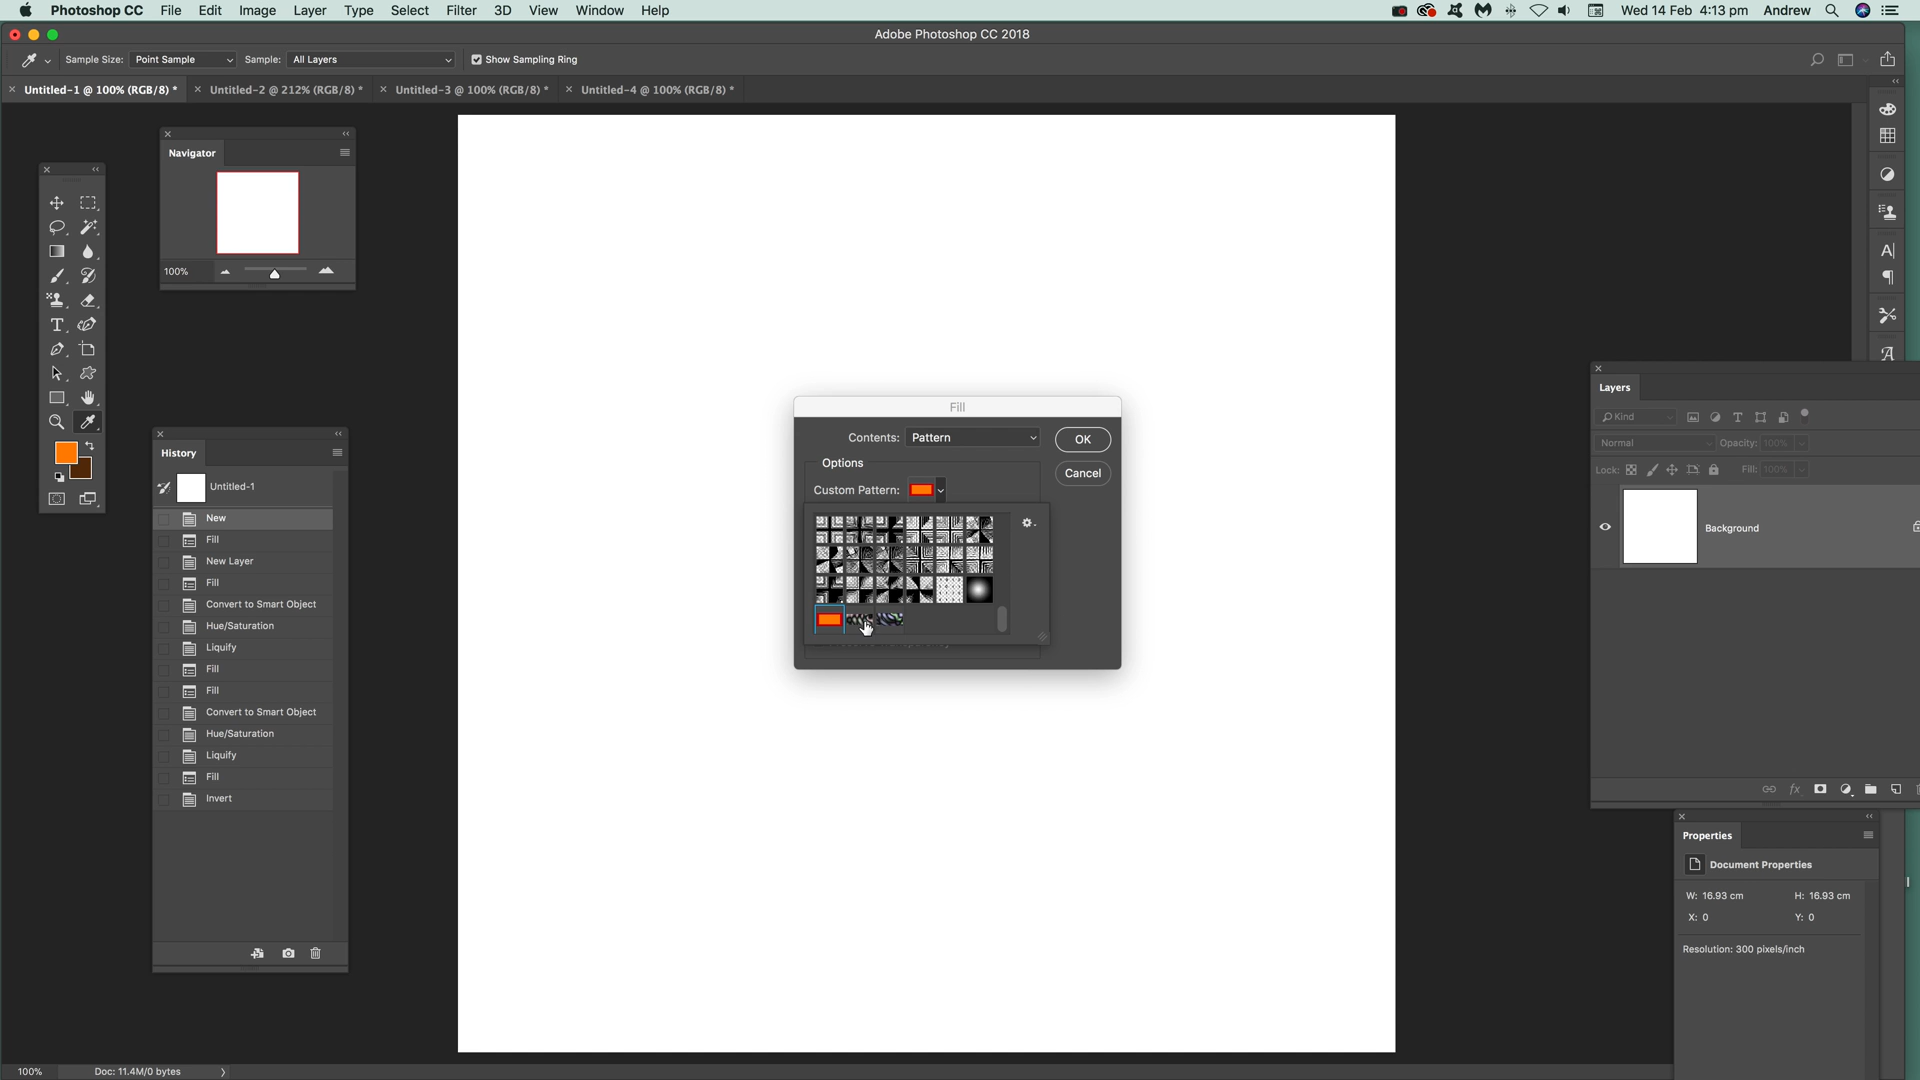 Photoshop CC File Edit Image Layer Type Select Filter 3D View Window Help Wed 14 Feb 4:13 pm Andrew
Adobe Photoshop CC 2018
Sample Size: Point Sample Sample: All Layers Show Sampling Ring
Untitled-1 @ 100% (RGB/8) * Untitled-2 @ 212% (RGB/8) * Untitled-3 @ 100% (RGB/8) * Untitled-4 @ 100% (RGB/8) *
Navigator
100%
History
Untitled-1
New
Fill
New Layer
Fill
Convert to Smart Object
Hue/Saturation
Liquify
Fill
Fill
Convert to Smart Object
Hue/Saturation
Liquify
Fill
Invert
Fill
Contents: Pattern
OK
Options
Cancel
Custom Pattern:
Layers
Kind
Normal Opacity: 100%
Lock: Fill: 100%
Background
Properties
Document Properties
W: 16.93 cm H: 16.93 cm
X: 0 Y: 0
Resolution: 300 pixels/inch
100% Doc: 11.4M/0 bytes